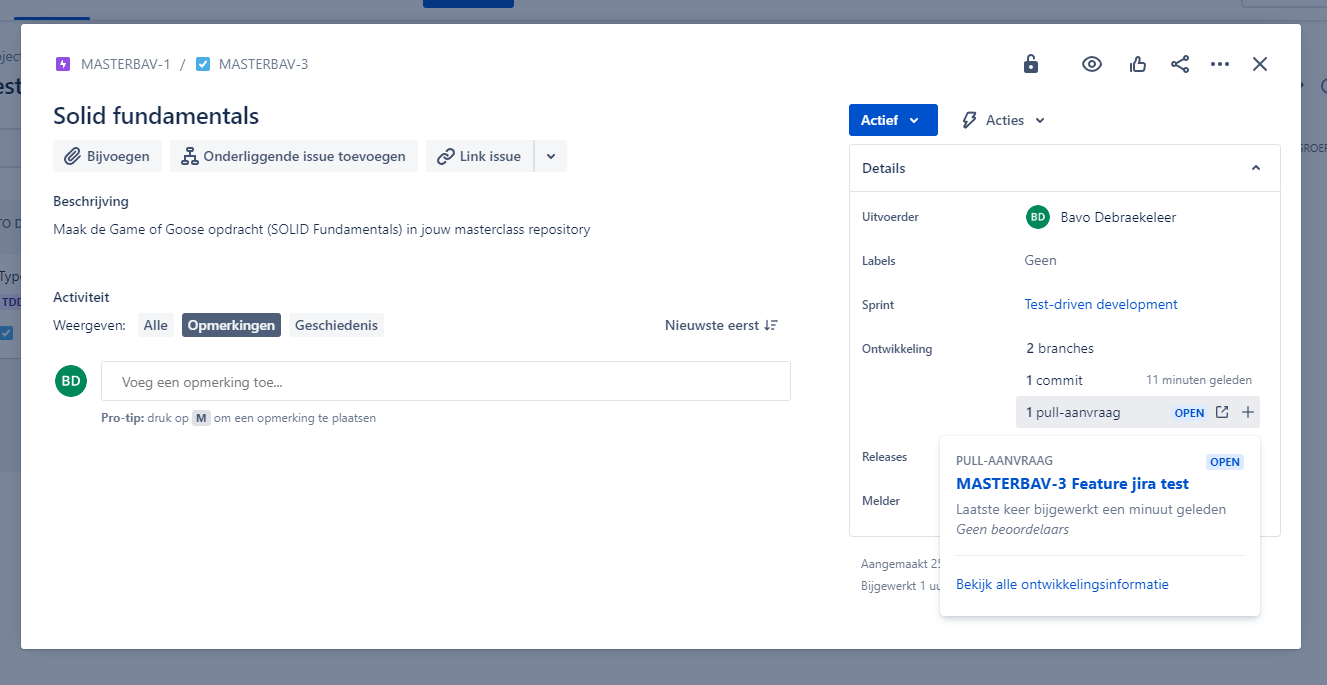 MASTERBAV-1 / MASTERBAV-3
Solid fundamentals
Bijvoegen
Onderliggende issue toevoegen
Link issue
Beschrijving
Maak de Game of Goose opdracht (SOLID Fundamentals) in jouw masterclass repository
Activiteit
Weergeven: Alle Opmerkingen Geschiedenis
Nieuwste eerst
BD
Voeg een opmerking toe...
Pro-tip: druk op M om een opmerking te plaatsen
Actief
Acties
Details
Uitvoerder
BD Bavo Debraekeleer
Labels
Geen
Sprint
Test-driven development
Ontwikkeling
2 branches
1 commit
11 minuten geleden
1 pull-aanvraag
OPEN
Releases
Melder
PULL-AANVRAAG
OPEN
MASTERBAV-3 Feature jira test
Laatste keer bijgewerkt een minuut geleden
Geen beoordelaars
Bekijk alle ontwikkelingsinformatie
Aangemaakt
Bijgewerkt 1